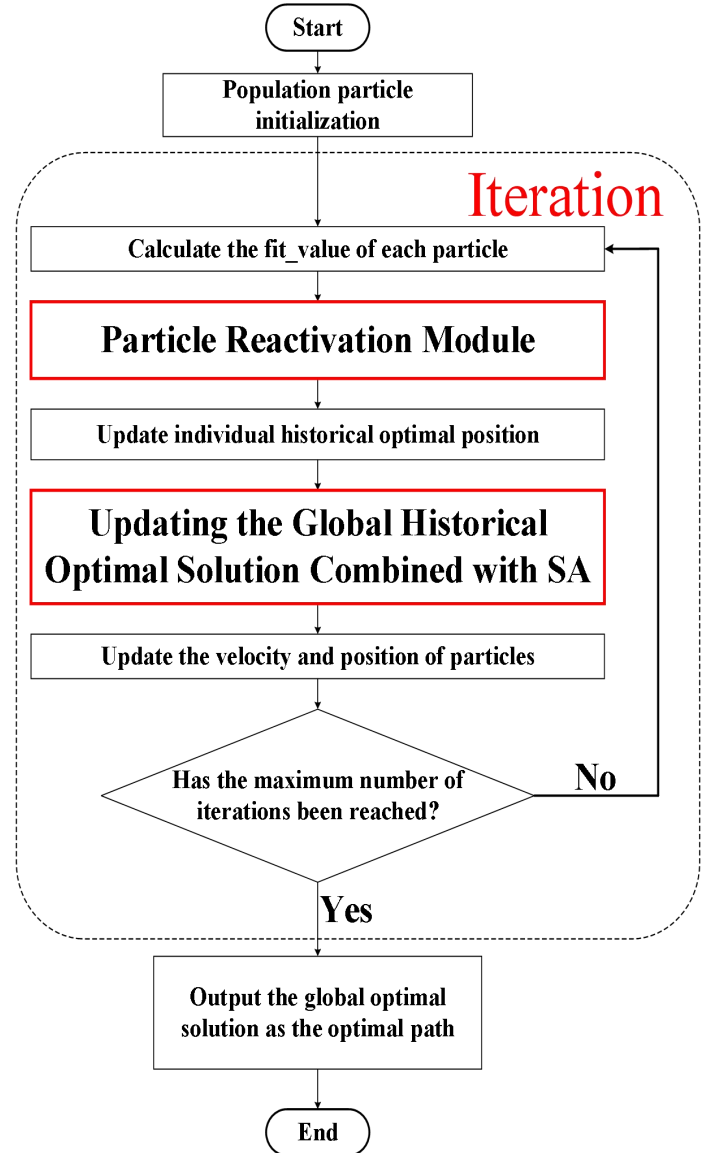 Start
Population particle
initialization
Iteration
Calculate the fit_value of each particle
Particle Reactivation Module
Update individual historical optimal position
Updating the Global Historical
Optimal Solution Combined with SA
Update the velocity and position of particles
Has the maximum number of
iterations been reached?
No
Yes
Output the global optimal
solution as the optimal path
End